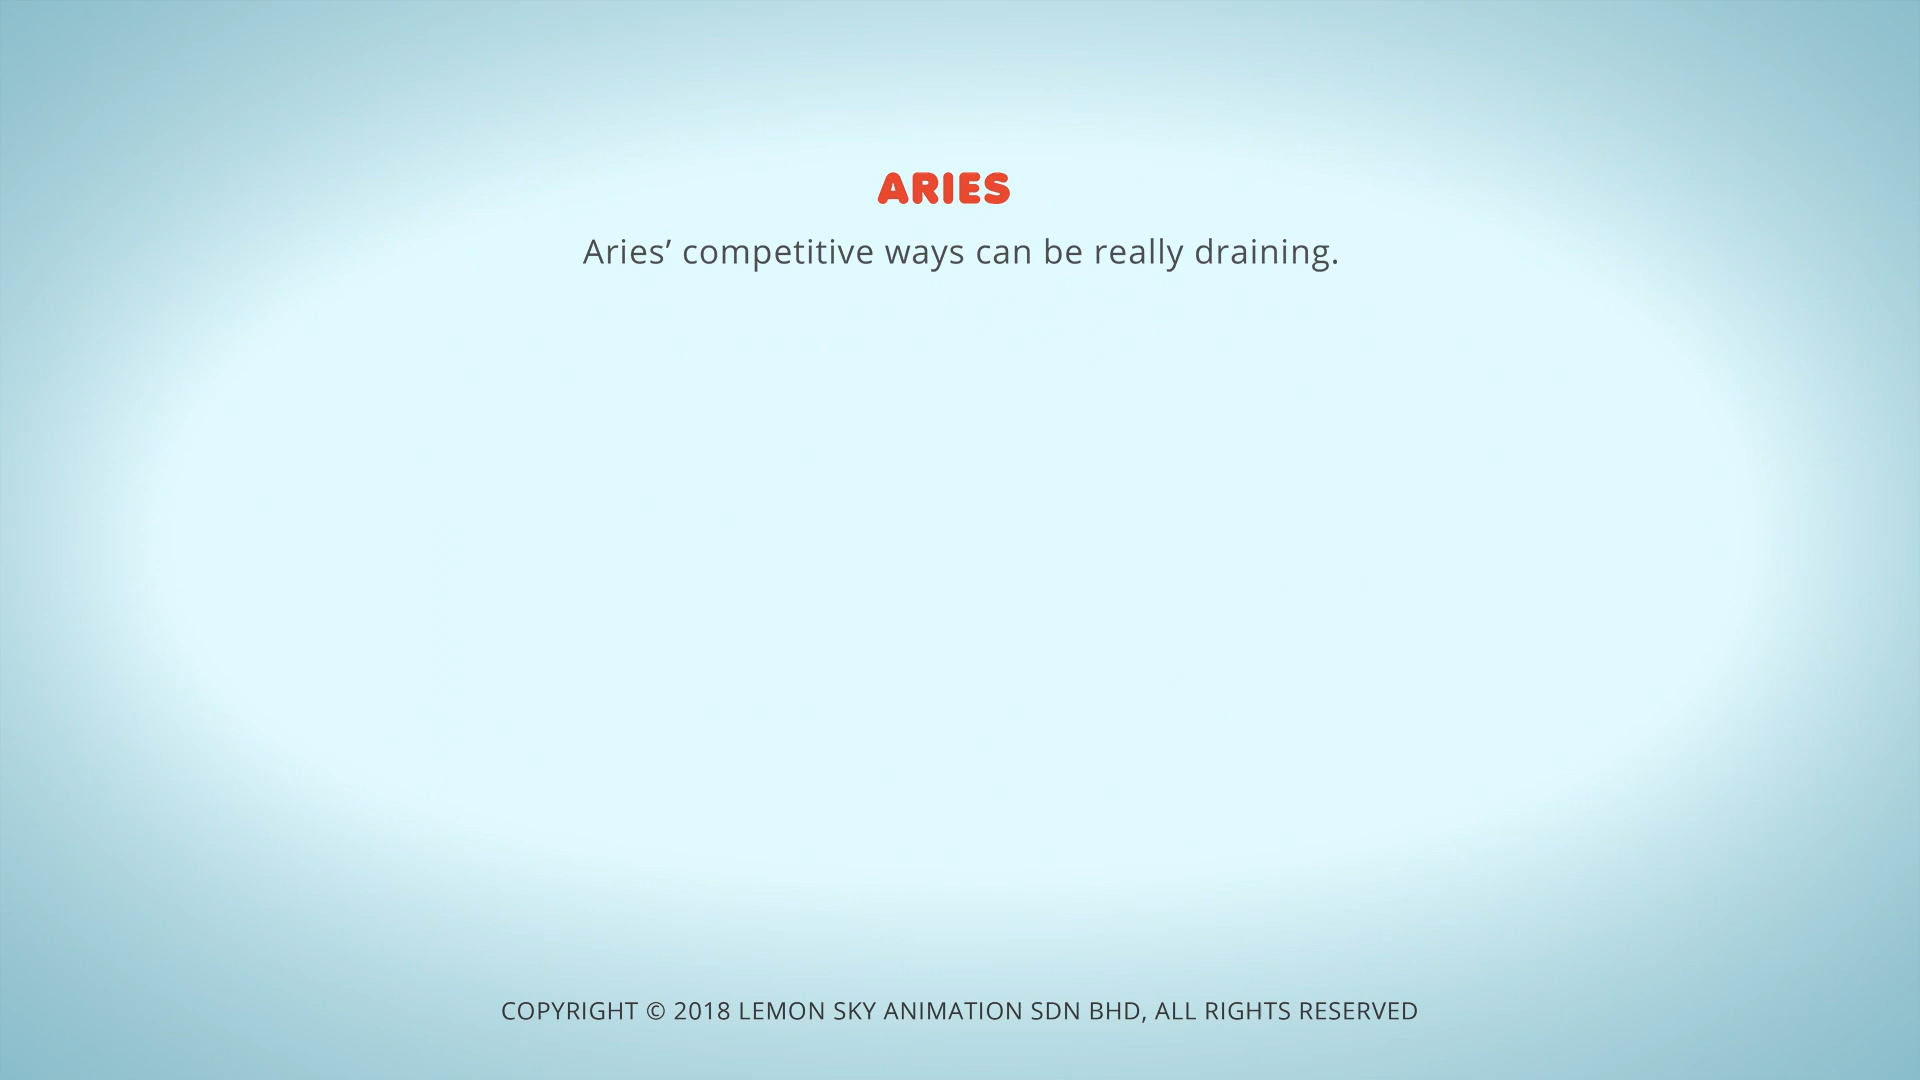 ARIES
Aries’ competitive ways can be really draining.
COPYRIGHT © 2018 LEMON SKY ANIMATION SDN BHD, ALL RIGHTS RESERVED